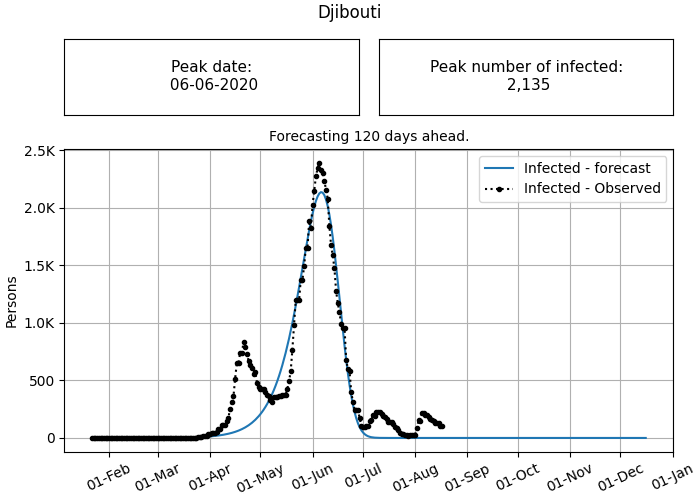 Djibouti
Peak date:
06-06-2020
Peak number of infected:
2,135
Forecasting 120 days ahead.
2.5K
2.0K
1.5K
1.0K
500
0
Persons
Infected - forecast
Infected - Observed
01-Feb
01-Mar
01-Apr
01-May
01-Jun
01-Jul
01-Aug
01-Sep
01-Oct
01-Nov
01-Dec
01-Jan